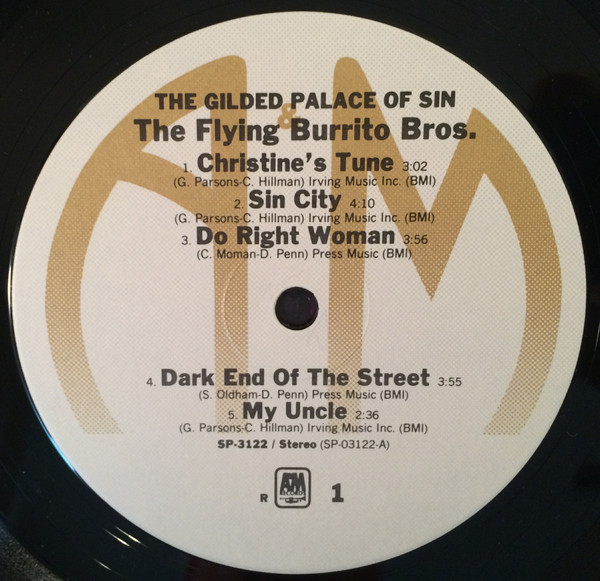 THE GILDED PALACE OF SIN
&
The Flying Burrito Bros.
1. Christine's Tune 3:02
(G. Parsons-C. Hillman) Irving Music Inc. (BMI)
2. Sin City 4:10
(G. Parsons-C. Hillman) Irving Music Inc. (BMI)
3. Do Right Woman 3:56
(C. Moman-D. Penn) Press Music (BMI)
4. Dark End Of The Street 3:55
(S. Oldham-D. Penn) Press Music (BMI)
5. My Uncle 2:36
(G. Parsons-C. Hillman) Irving Music Inc. (BMI)
SP-3122 / Stereo (SP-03122-A)
R A&M RECORDS 1